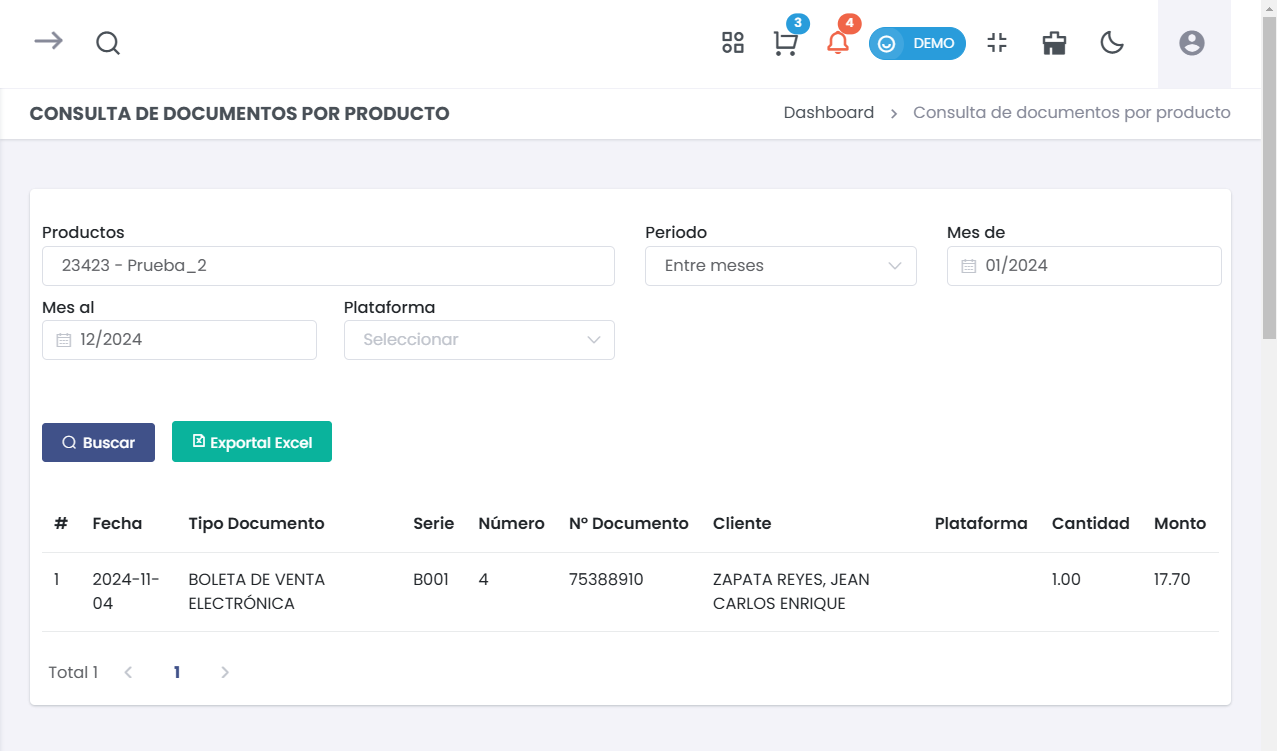 3
4
DEMO
CONSULTA DE DOCUMENTOS POR PRODUCTO
Dashboard > Consulta de documentos por producto
Productos
23423 - Prueba_2
Periodo
Entre meses
Mes de
01/2024
Mes al
12/2024
Plataforma
Seleccionar
Buscar
Exportal Excel
# Fecha Tipo Documento Serie Número N° Documento Cliente Plataforma Cantidad Monto
1 2024-11- BOLETA DE VENTA B001 4 75388910 ZAPATA REYES, JEAN 1.00 17.70
04 ELECTRÓNICA CARLOS ENRIQUE
Total 1 < 1 >